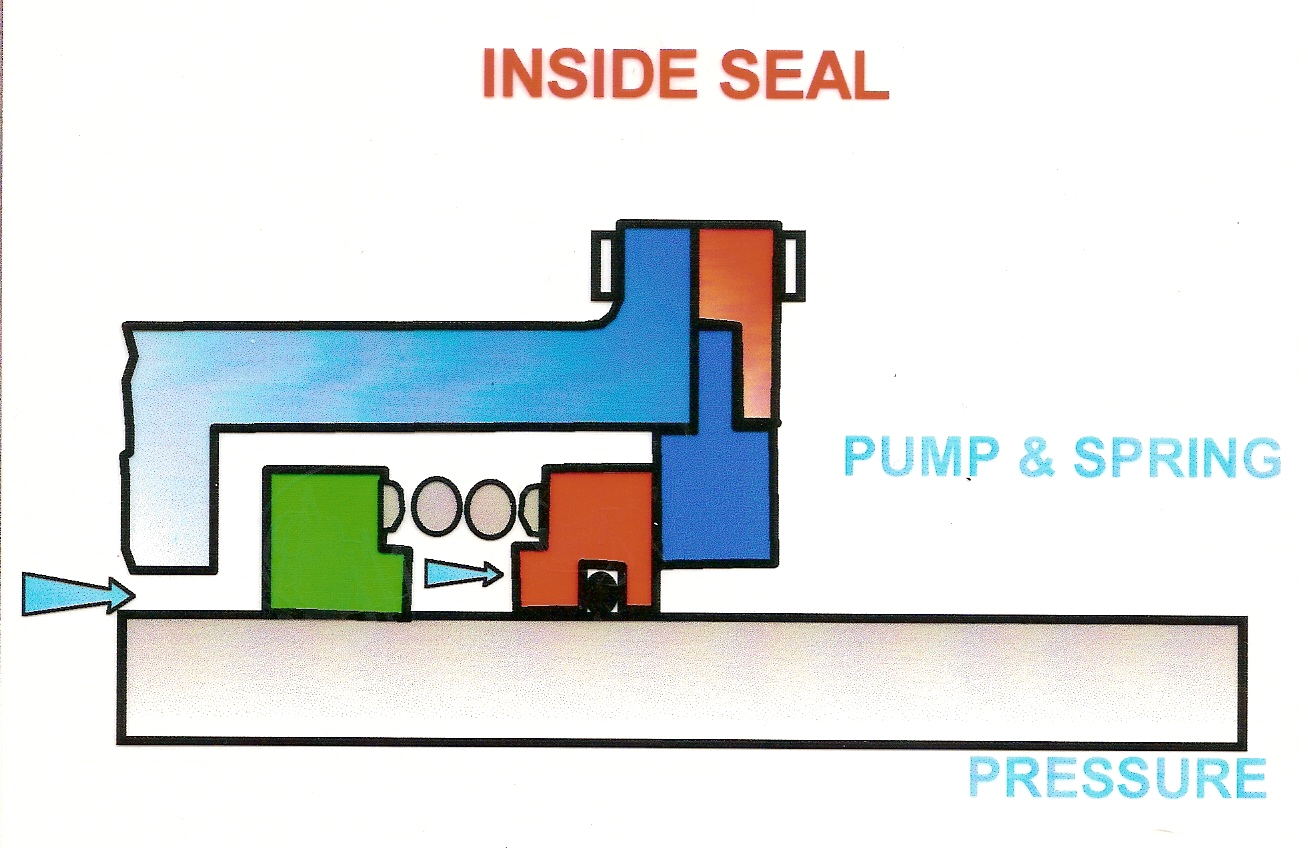 INSIDE SEAL
PUMP & SPRING
PRESSURE